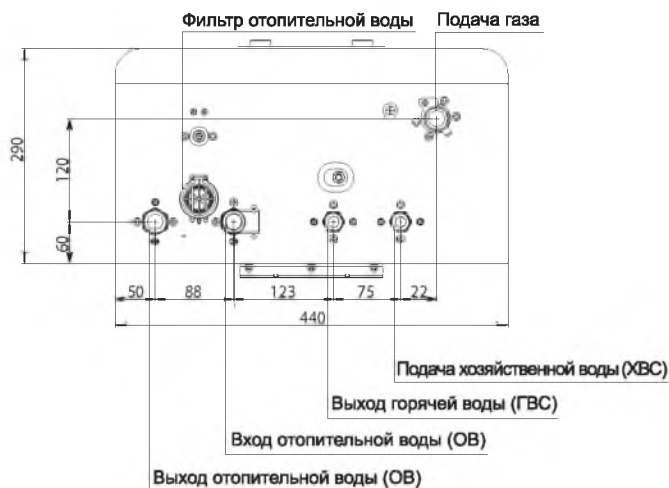 Фильтр отопительной воды
Подача газа
290
120
60
50
88
123
75
22
440
Подача хозяйственной воды (ХВС)
Выход горячей воды (ГВС)
Вход отопительной воды (ОВ)
Выход отопительной воды (ОВ)